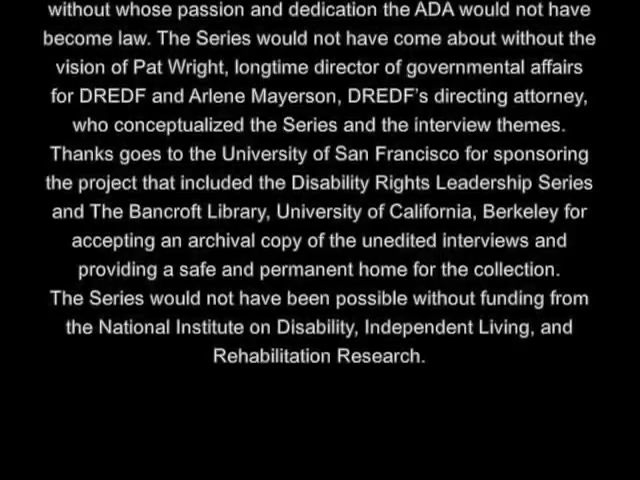 without whose passion and dedication the ADA would not have
become law. The Series would not have come about without the
vision of Pat Wright, longtime director of governmental affairs
for DREDF and Arlene Mayerson, DREDF's directing attorney,
who conceptualized the Series and the interview themes.
Thanks goes to the University of San Francisco for sponsoring
the project that included the Disability Rights Leadership Series
and The Bancroft Library, University of California, Berkeley for
accepting an archival copy of the unedited interviews and
providing a safe and permanent home for the collection.
The Series would not have been possible without funding from
the National Institute on Disability, Independent Living, and
Rehabilitation Research.